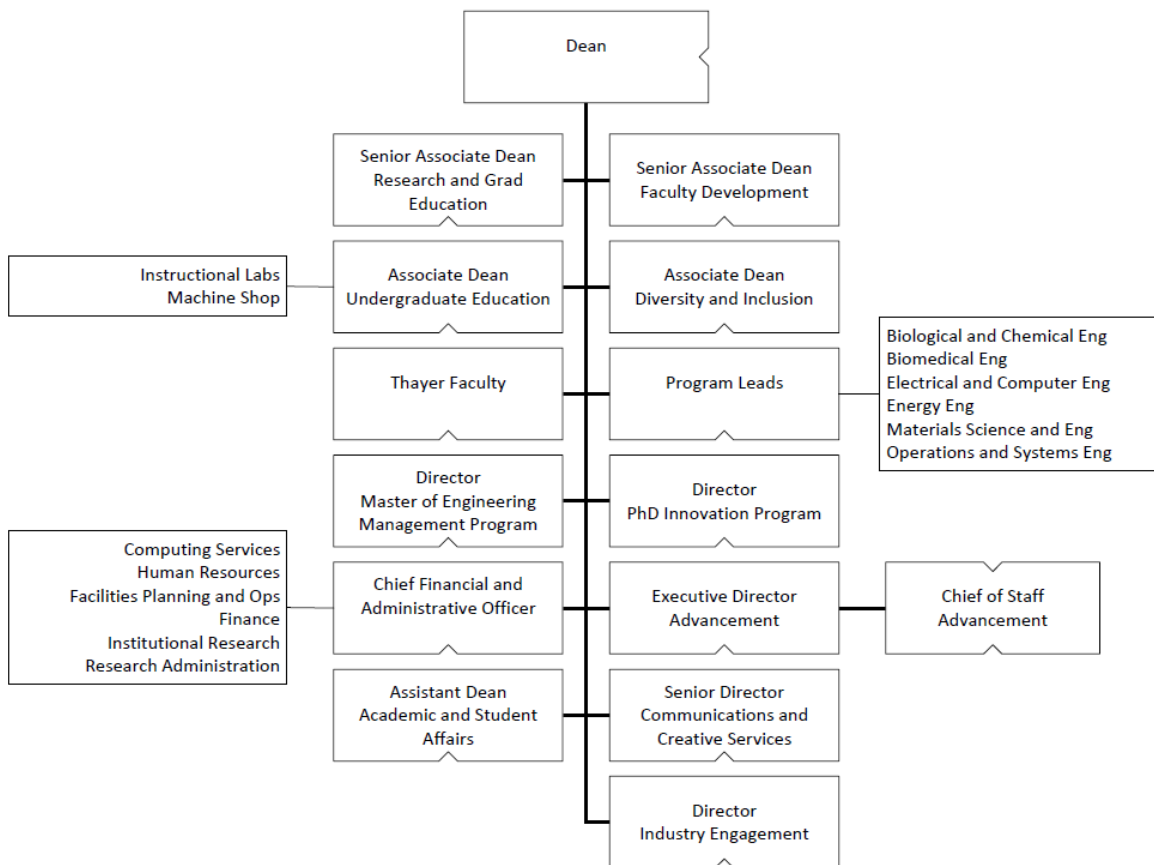 Dean
Senior Associate Dean
Research and Grad
Education
Senior Associate Dean
Faculty Development
Instructional Labs
Machine Shop
Associate Dean
Undergraduate Education
Associate Dean
Diversity and Inclusion
Thayer Faculty
Program Leads
Biological and Chemical Eng
Biomedical Eng
Electrical and Computer Eng
Energy Eng
Materials Science and Eng
Operations and Systems Eng
Director
Master of Engineering
Management Program
Director
PhD Innovation Program
Computing Services
Human Resources
Facilities Planning and Ops
Finance
Institutional Research
Research Administration
Chief Financial and
Administrative Officer
Executive Director
Advancement
Chief of Staff
Advancement
Assistant Dean
Academic and Student
Affairs
Senior Director
Communications and
Creative Services
Director
Industry Engagement